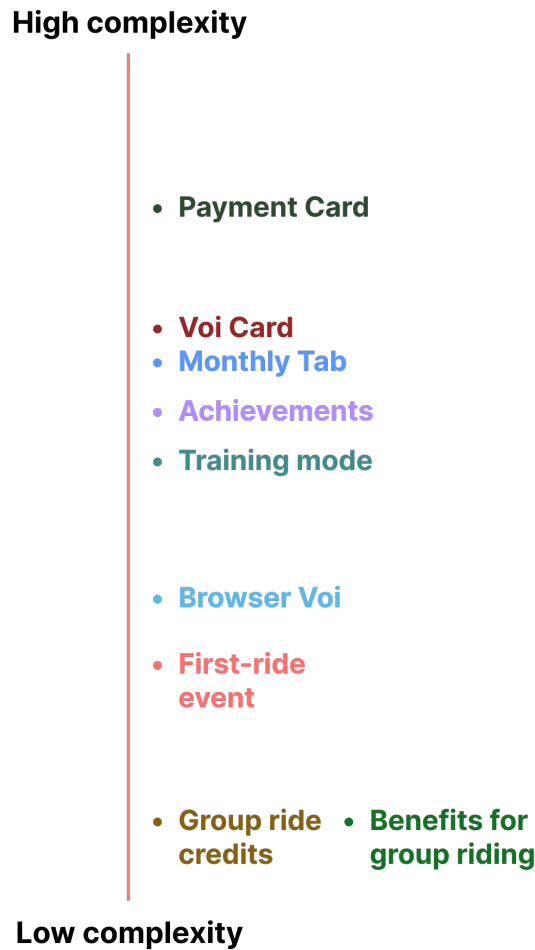 High complexity
• Payment Card
• Voi Card
• Monthly Tab
• Achievements
• Training mode
• Browser Voi
• First-ride
event
• Group ride
credits
• Benefits for
group riding
Low complexity